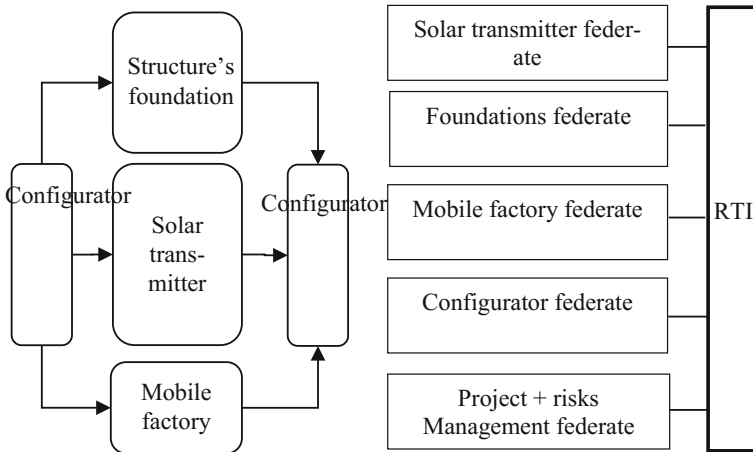 Structure's
foundation
Configurator
Solar
trans-
mitter
Configurator
Mobile
factory
Solar transmitter feder-
ate
Foundations federate
Mobile factory federate
Configurator federate
Project + risks
Management federate
RTI